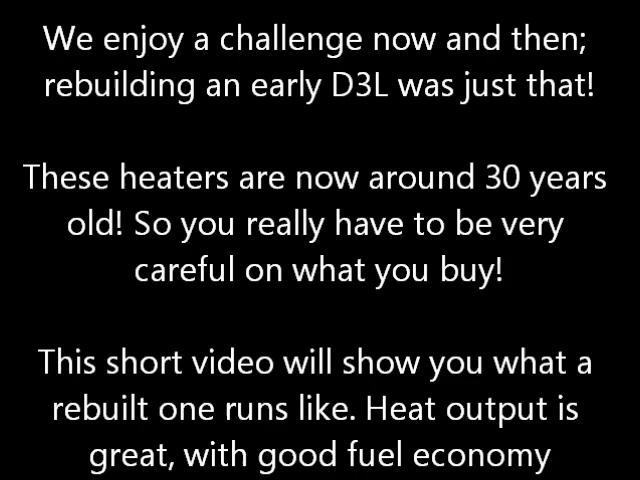 We enjoy a challenge now and then;
rebuilding an early D3L was just that!
These heaters are now around 30 years
old! So you really have to be very
careful on what you buy!
This short video will show you what a
rebuilt one runs like. Heat output is
great, with good fuel economy